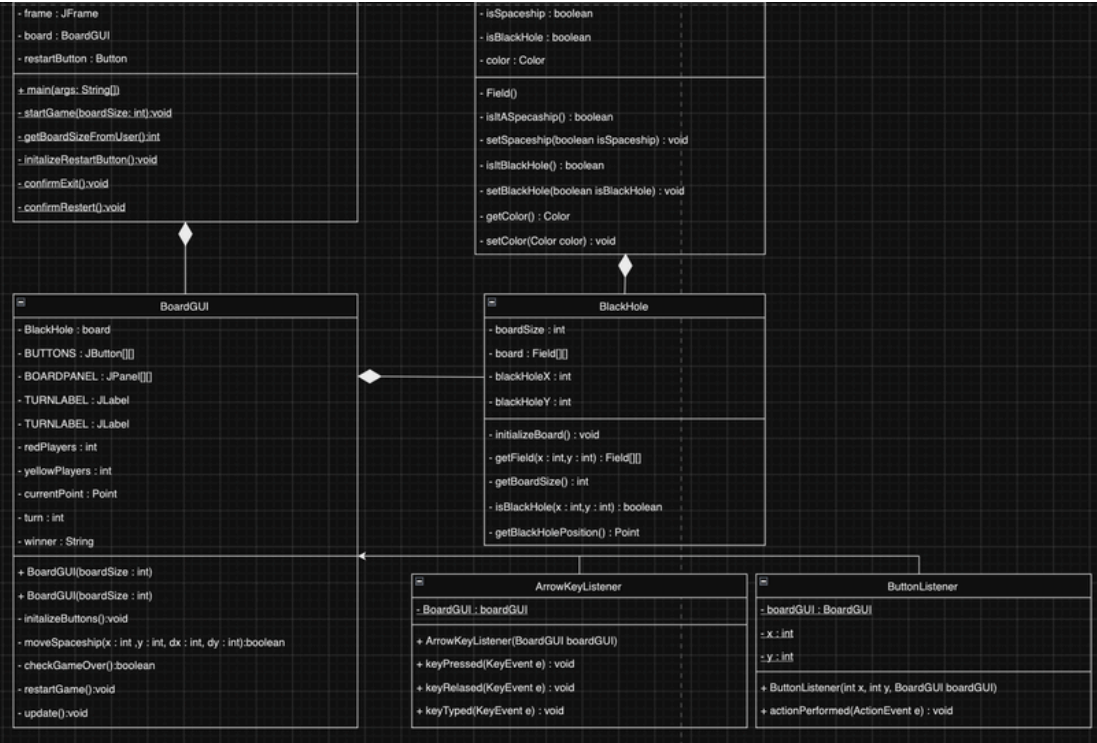 - frame : JFrame
- board : BoardGUI
- restartButton : Button
+ main(args: String[])
- startGame(boardSize: int):void
- getBoardSizeFromUser():int
- initalizeRestartButton():void
- confirmExit():void
- confirmRestert():void
- isSpaceship : boolean
- isBlackHole : boolean
- color : Color
- Field()
- isItASpecaship() : boolean
- setSpaceship(boolean isSpaceship) : void
- isItBlackHole() : boolean
- setBlackHole(boolean isBlackHole) : void
- getColor() : Color
- setColor(Color color) : void
BoardGUI
- BlackHole : board
- BUTTONS : JButton[][]
- BOARDPANEL : JPanel[][]
- TURNLABEL : JLabel
- TURNLABEL : JLabel
- redPlayers : int
- yellowPlayers : int
- currentPoint : Point
- turn : int
- winner : String
+ BoardGUI(boardSize : int)
+ BoardGUI(boardSize : int)
- initalizeButtons():void
- moveSpaceship(x : int ,y : int, dx : int, dy : int):boolean
- checkGameOver():boolean
- restartGame():void
- update():void
BlackHole
- boardSize : int
- board : Field[][]
- blackHoleX : int
- blackHoleY : int
- initializeBoard() : void
- getField(x : int,y : int) : Field[][]
- getBoardSize() : int
- isBlackHole(x : int,y : int) : boolean
- getBlackHolePosition() : Point
ArrowKeyListener
- BoardGUI : boardGUI
+ ArrowKeyListener(BoardGUI boardGUI)
+ keyPressed(KeyEvent e) : void
+ keyRelased(KeyEvent e) : void
+ keyTyped(KeyEvent e) : void
ButtonListener
- boardGUI : BoardGUI
- x : int
- y : int
+ ButtonListener(int x, int y, BoardGUI boardGUI)
+ actionPerformed(ActionEvent e) : void